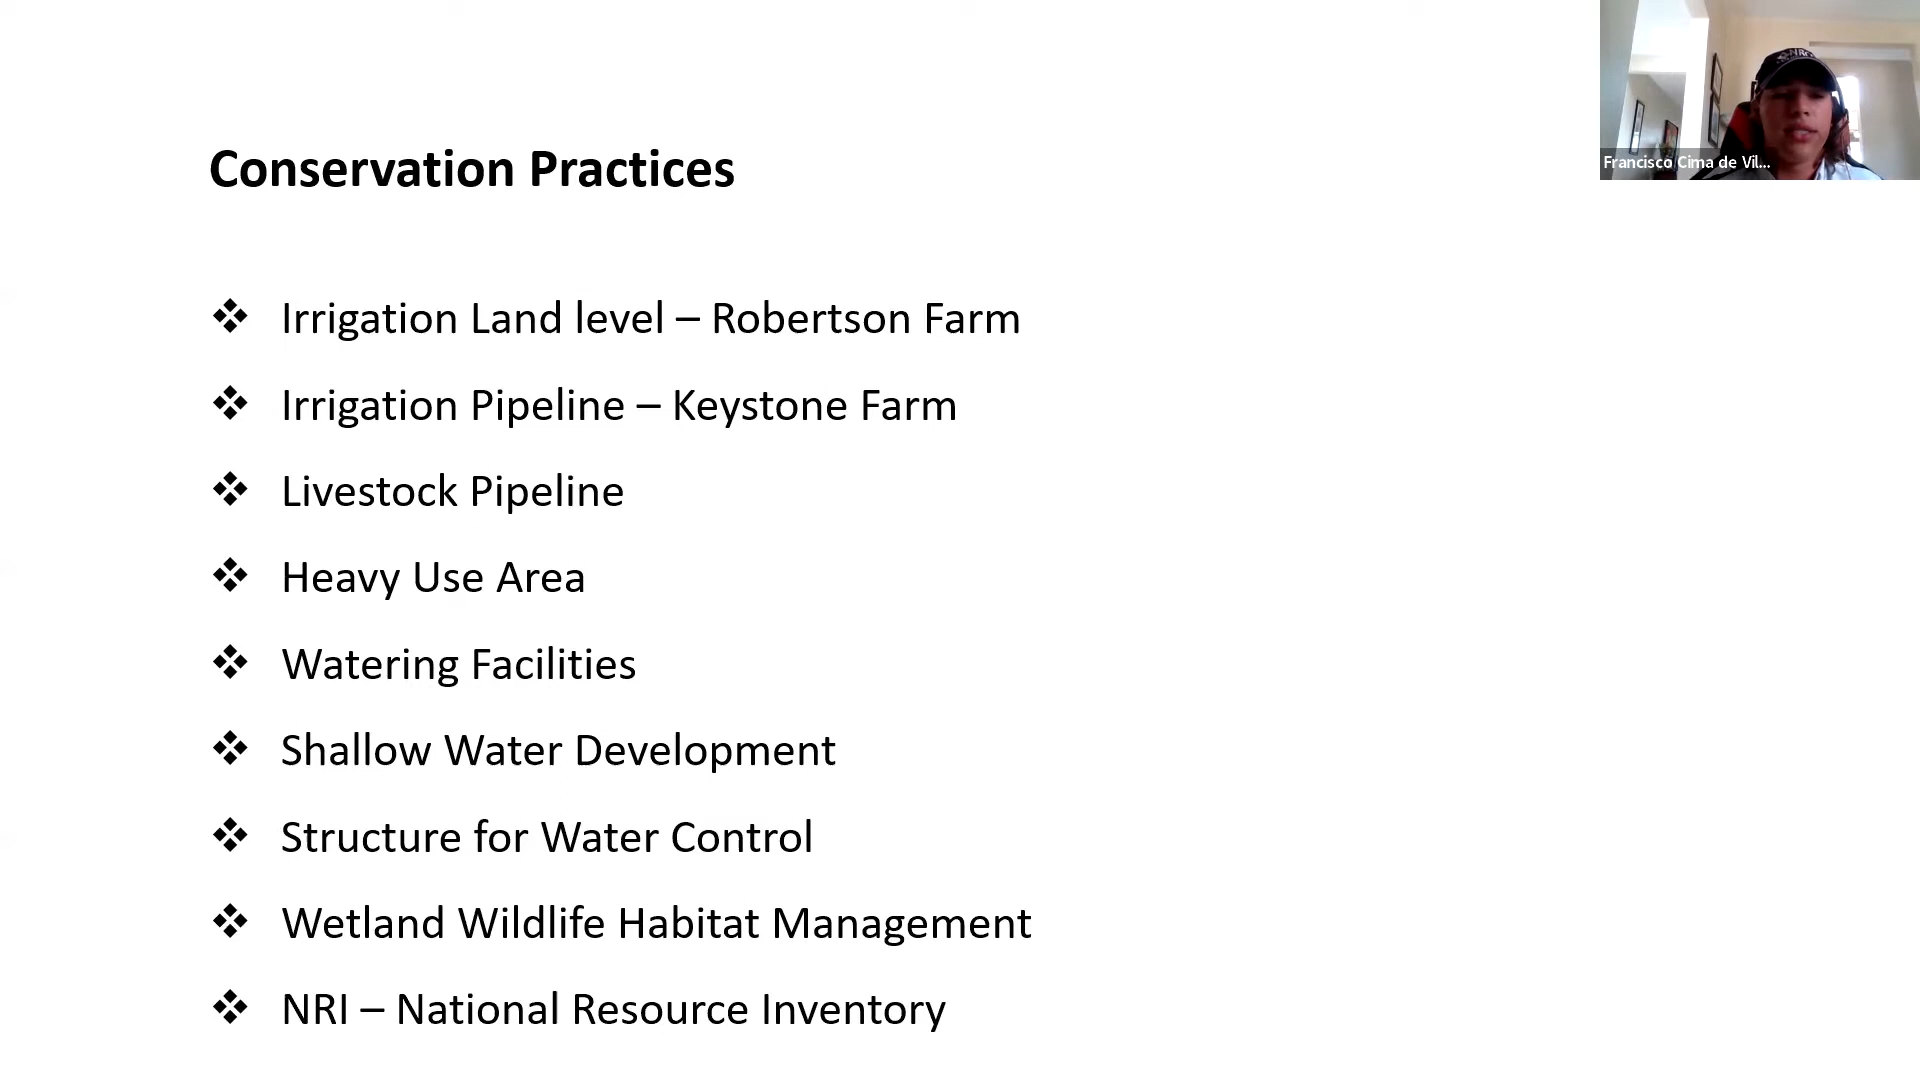 Conservation Practices
Francisco Cima de Vil...
❖ Irrigation Land level – Robertson Farm
❖ Irrigation Pipeline – Keystone Farm
❖ Livestock Pipeline
❖ Heavy Use Area
❖ Watering Facilities
❖ Shallow Water Development
❖ Structure for Water Control
❖ Wetland Wildlife Habitat Management
❖ NRI – National Resource Inventory